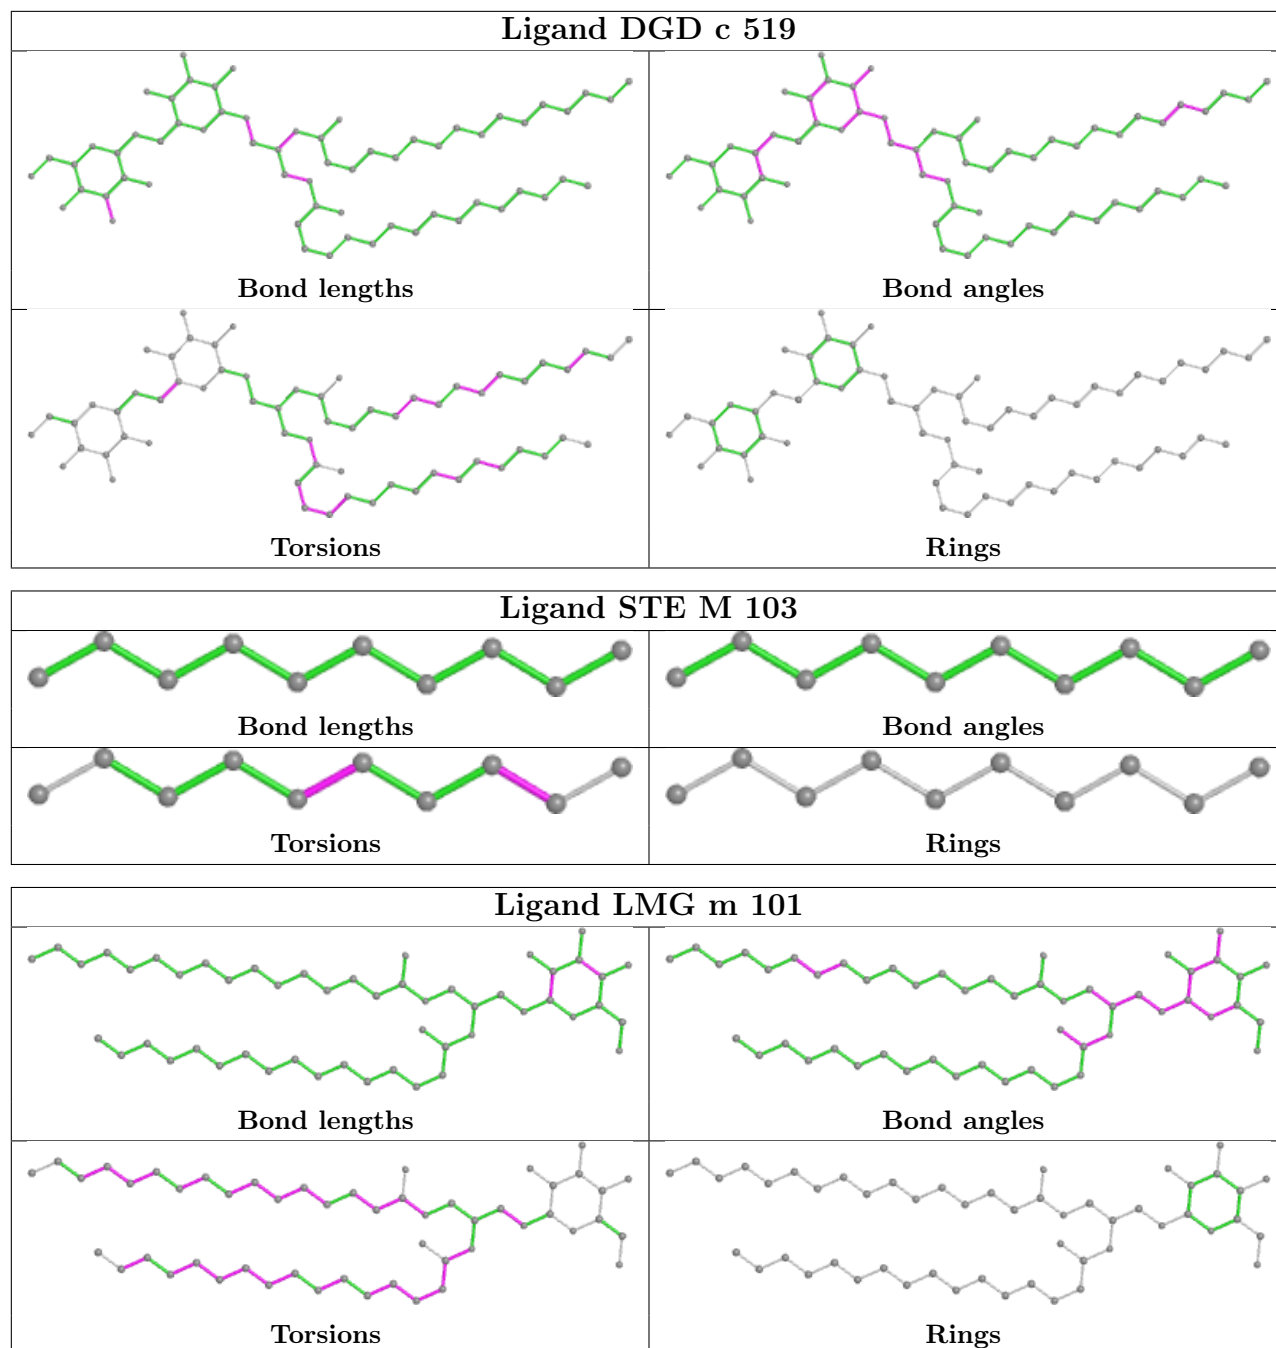 Ligand DGD c 519
Bond lengths
Bond angles
Torsions
Rings
Ligand STE M 103
Bond lengths
Bond angles
Torsions
Rings
Ligand LMG m 101
Bond lengths
Bond angles
Torsions
Rings